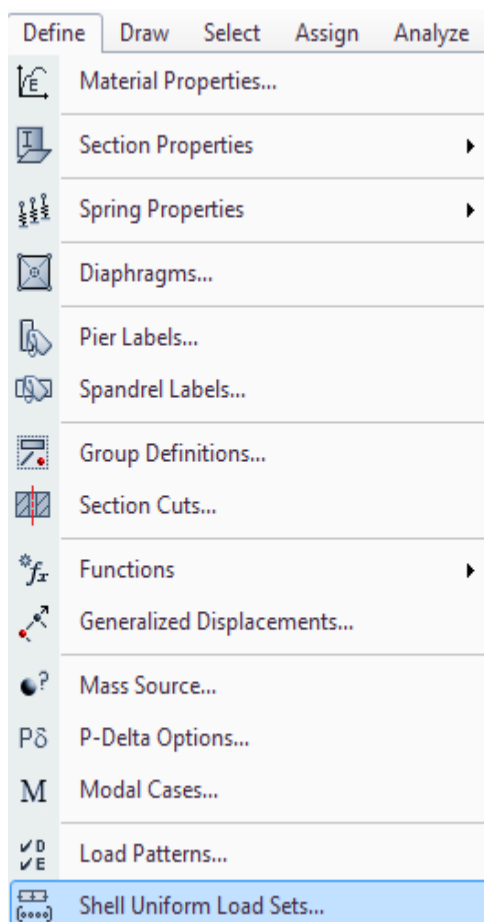 Define Draw Select Assign Analyze
Material Properties...
Section Properties
Spring Properties
Diaphragms...
Pier Labels...
Spandrel Labels...
Group Definitions...
Section Cuts...
Functions
Generalized Displacements...
Mass Source...
Pδ P-Delta Options...
M Modal Cases...
Load Patterns...
Shell Uniform Load Sets...